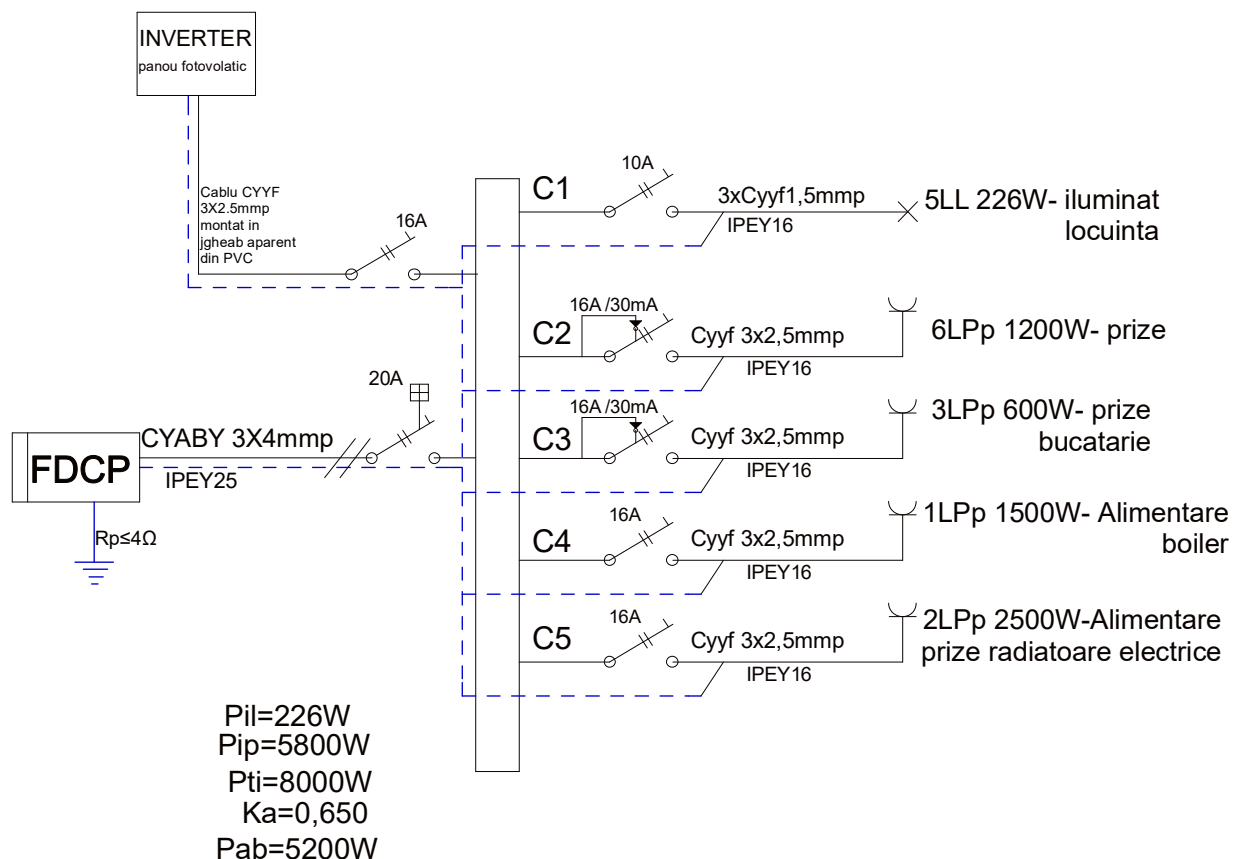 INVERTER
panou fotovolatic
Cablu CYYF
3X2.5mmp
montat in
jgheab aparent
din PVC
16A
C1
10A
3xCyyf1,5mmp
IPEY16
5LL 226W- iluminat
locuinta
C2
16A /30mA
Cyyf 3x2,5mmp
IPEY16
6LPp 1200W- prize
20A
FDCP
CYABY 3X4mmp
IPEY25
Rp≤4Ω
C3
16A /30mA
Cyyf 3x2,5mmp
IPEY16
3LPp 600W- prize
bucatarie
C4
16A
Cyyf 3x2,5mmp
IPEY16
1LPp 1500W- Alimentare
boiler
C5
16A
Cyyf 3x2,5mmp
IPEY16
2LPp 2500W-Alimentare
prize radiatoare electrice
Pil=226W
Pip=5800W
Pti=8000W
Ka=0,650
Pab=5200W